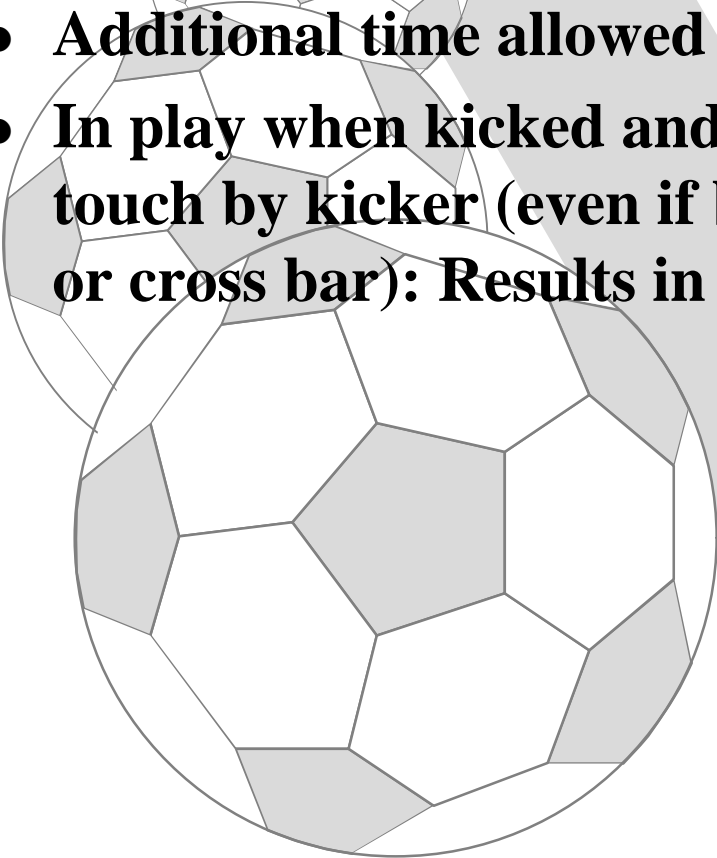 • Additional time allowed
• In play when kicked and
touch by kicker (even if
or cross bar): Results in